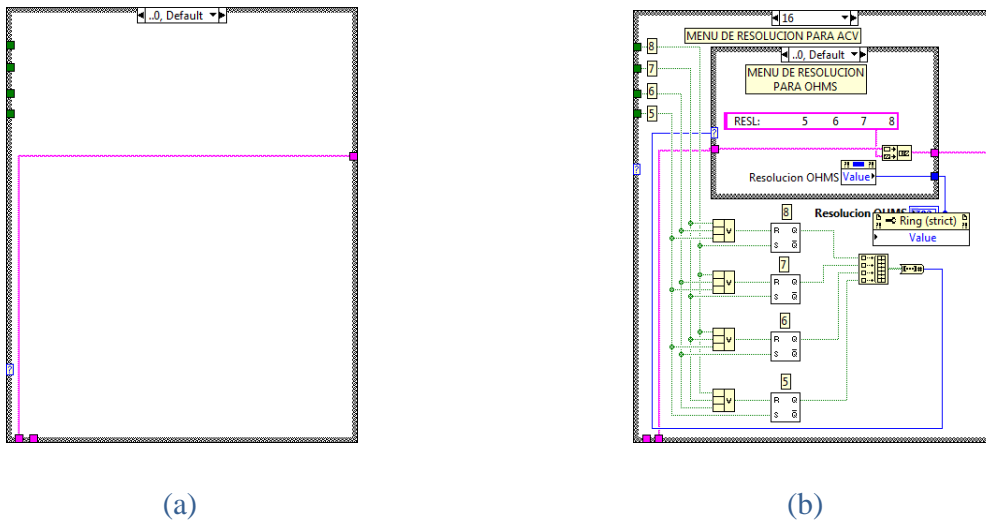 ..0, Default
?
(a)
16
MENU DE RESOLUCION PARA ACV
8
7
6
5
..0, Default
MENU DE RESOLUCION
PARA OHMS
?
RESL: 5 6 7 8
Resolucion OHMS
Value
?
Resolucion OHMS
Ring (strict)
Value
8
V
R Q
S Q̅
7
V
R Q
S Q̅
6
V
R Q
S Q̅
5
V
R Q
S Q̅
(b)